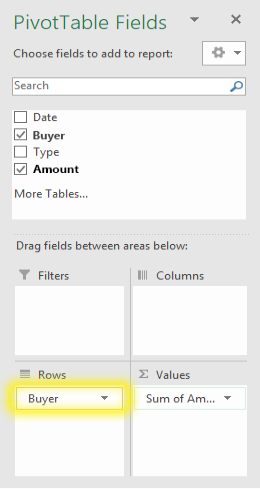 PivotTable Fields
Choose fields to add to report:
Search
Date
Buyer
Type
Amount
More Tables...
Drag fields between areas below:
Filters
Columns
Rows
Σ Values
Buyer
Sum of Am...